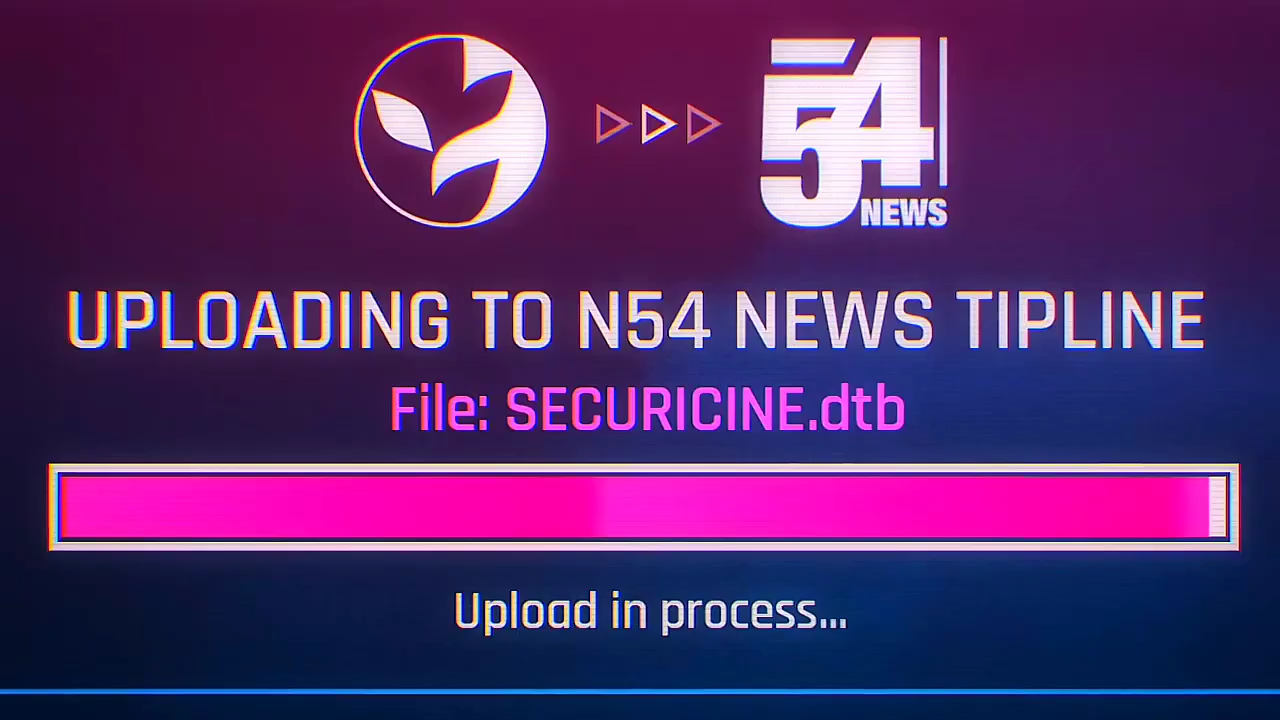 54
NEWS
UPLOADING TO N54 NEWS TIPLINE
File: SECURICINE.dtb
Upload in process...